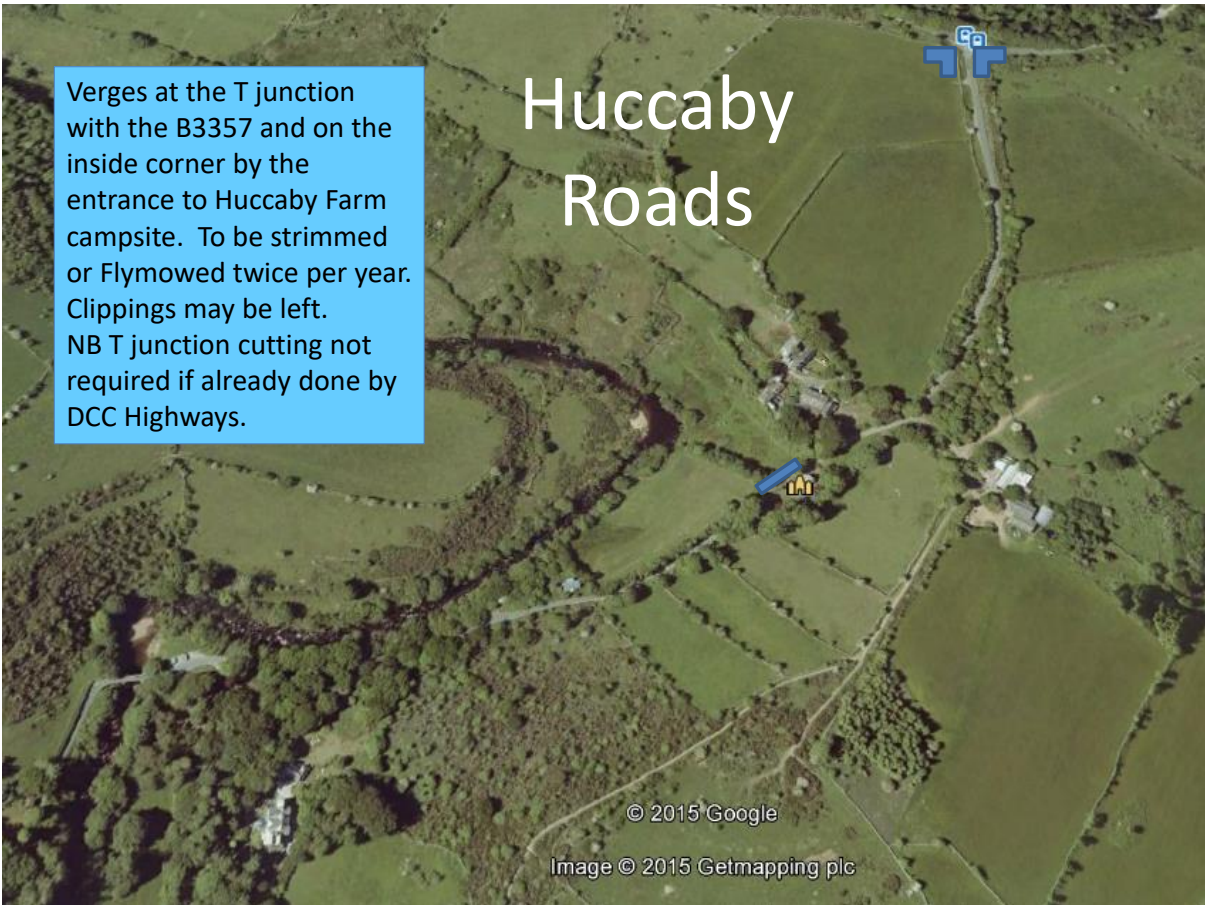 Verges at the T junction
with the B3357 and on the
inside corner by the
entrance to Huccaby Farm
campsite.  To be strimmed
or Flymowed twice per year.
Clippings may be left.
NB T junction cutting not
required if already done by
DCC Highways.
Huccaby
Roads
© 2015 Google
Image © 2015 Getmapping plc